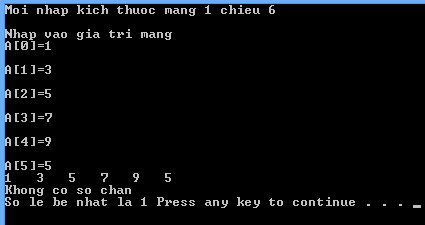 Moi nhap kich thuoc mang 1 chieu 6
Nhap vao gia tri mang
A[0]=1
A[1]=3
A[2]=5
A[3]=7
A[4]=9
A[5]=5
1 3 5 7 9 5
Khong co so chan
So le be nhat la 1 Press any key to continue . . . _